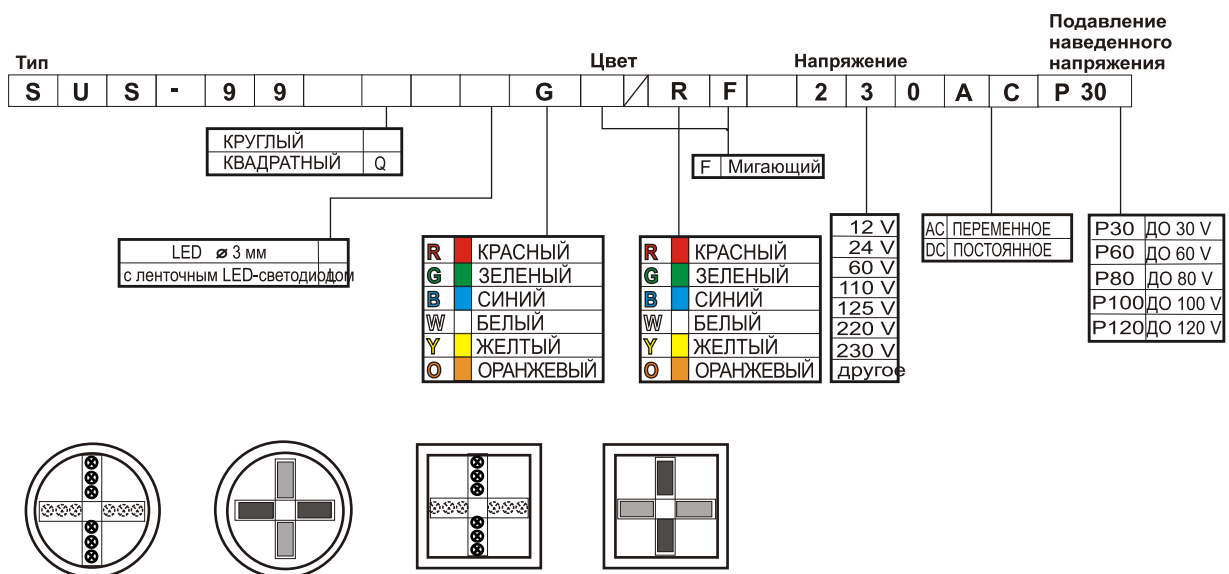 Подавление
наведенного
напряжения
Тип
Цвет
Напряжение
S U S - 9 9 G / R F 2 3 0 A C P 30
КРУГЛЫЙ
КВАДРАТНЫЙ Q
F Мигающий
LED ø 3 мм
с ленточным LED-светодиодом L
R КРАСНЫЙ
G ЗЕЛЕНЫЙ
B СИНИЙ
W БЕЛЫЙ
Y ЖЕЛТЫЙ
O ОРАНЖЕВЫЙ
R КРАСНЫЙ
G ЗЕЛЕНЫЙ
B СИНИЙ
W БЕЛЫЙ
Y ЖЕЛТЫЙ
O ОРАНЖЕВЫЙ
12 V
24 V
60 V
110 V
125 V
220 V
230 V
другое
AC ПЕРЕМЕННОЕ
DC ПОСТОЯННОЕ
P30 ДО 30 V
P60 ДО 60 V
P80 ДО 80 V
P100 ДО 100 V
P120 ДО 120 V